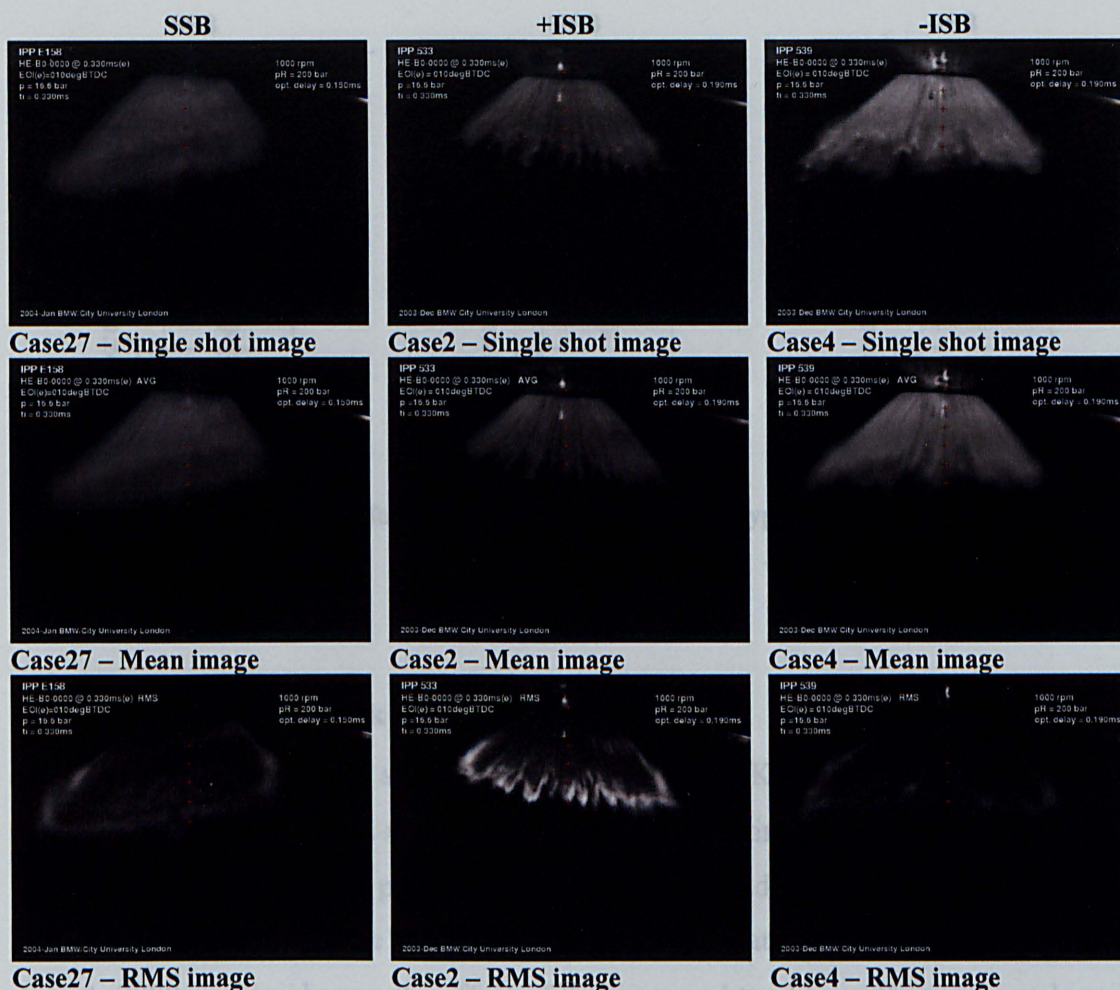 SSB +ISB -ISB
IPP E158
HE-B0-0000 @ 0.330ms(e)
EOI(e)=010degBTDC
p =16.6 bar
ti = 0.330ms
1000 rpm
pR = 200 bar
opt. delay = 0.150ms
2004-Jan BMW City University London
IPP 533
HE-B0-0000 @ 0.330ms(e)
EOI(e)=010degBTDC
p =16.6 bar
ti = 0.330ms
1000 rpm
pR = 200 bar
opt. delay = 0.190ms
2003-Dec BMW City University London
IPP 539
HE-B0-0000 @ 0.330ms(e)
EOI(e)=010degBTDC
p =16.6 bar
ti = 0.330ms
1000 rpm
pR = 200 bar
opt. delay = 0.190ms
2003-Dec BMW City University London
Case27 – Single shot image Case2 – Single shot image Case4 – Single shot image
IPP E158
HE-B0-0000 @ 0.330ms(e) AVG
EOI(e)=010degBTDC
p =16.6 bar
ti = 0.330ms
1000 rpm
pR = 200 bar
opt. delay = 0.150ms
2004-Jan BMW City University London
IPP 533
HE-B0-0000 @ 0.330ms(e) AVG
EOI(e)=010degBTDC
p =16.6 bar
ti = 0.330ms
1000 rpm
pR = 200 bar
opt. delay = 0.190ms
2003-Dec BMW City University London
IPP 539
HE-B0-0000 @ 0.330ms(e) AVG
EOI(e)=010degBTDC
p =16.6 bar
ti = 0.330ms
1000 rpm
pR = 200 bar
opt. delay = 0.190ms
2003-Dec BMW City University London
Case27 – Mean image Case2 – Mean image Case4 – Mean image
IPP E158
HE-B0-0000 @ 0.330ms(e) RMS
EOI(e)=010degBTDC
p =16.6 bar
ti = 0.330ms
1000 rpm
pR = 200 bar
opt. delay = 0.150ms
2004-Jan BMW City University London
IPP 533
HE-B0-0000 @ 0.330ms(e) RMS
EOI(e)=010degBTDC
p =16.6 bar
ti = 0.330ms
1000 rpm
pR = 200 bar
opt. delay = 0.190ms
2003-Dec BMW City University London
IPP 539
HE-B0-0000 @ 0.330ms(e) RMS
EOI(e)=010degBTDC
p =16.6 bar
ti = 0.330ms
1000 rpm
pR = 200 bar
opt. delay = 0.190ms
2003-Dec BMW City University London
Case27 – RMS image Case2 – RMS image Case4 – RMS image